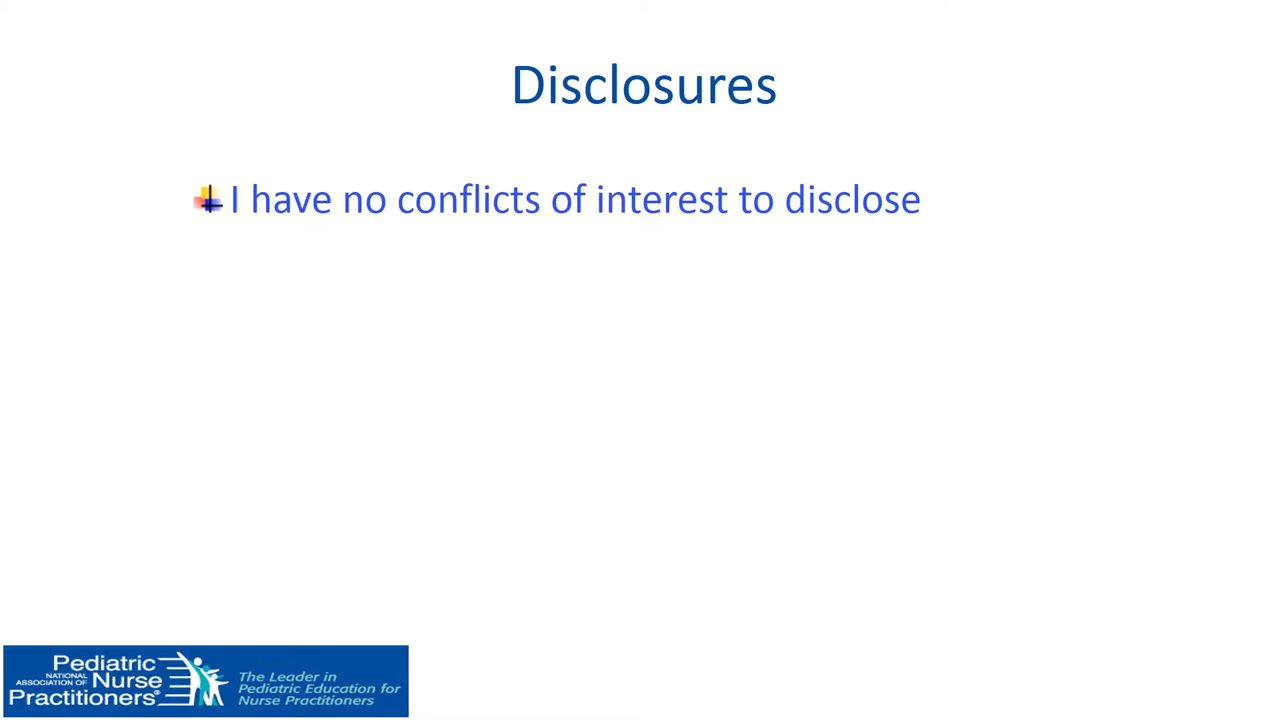 Disclosures
I have no conflicts of interest to disclose
Pediatric
NATIONAL
ASSOCIATION OF Nurse
Practitioners®
The Leader in
Pediatric Education for
Nurse Practitioners